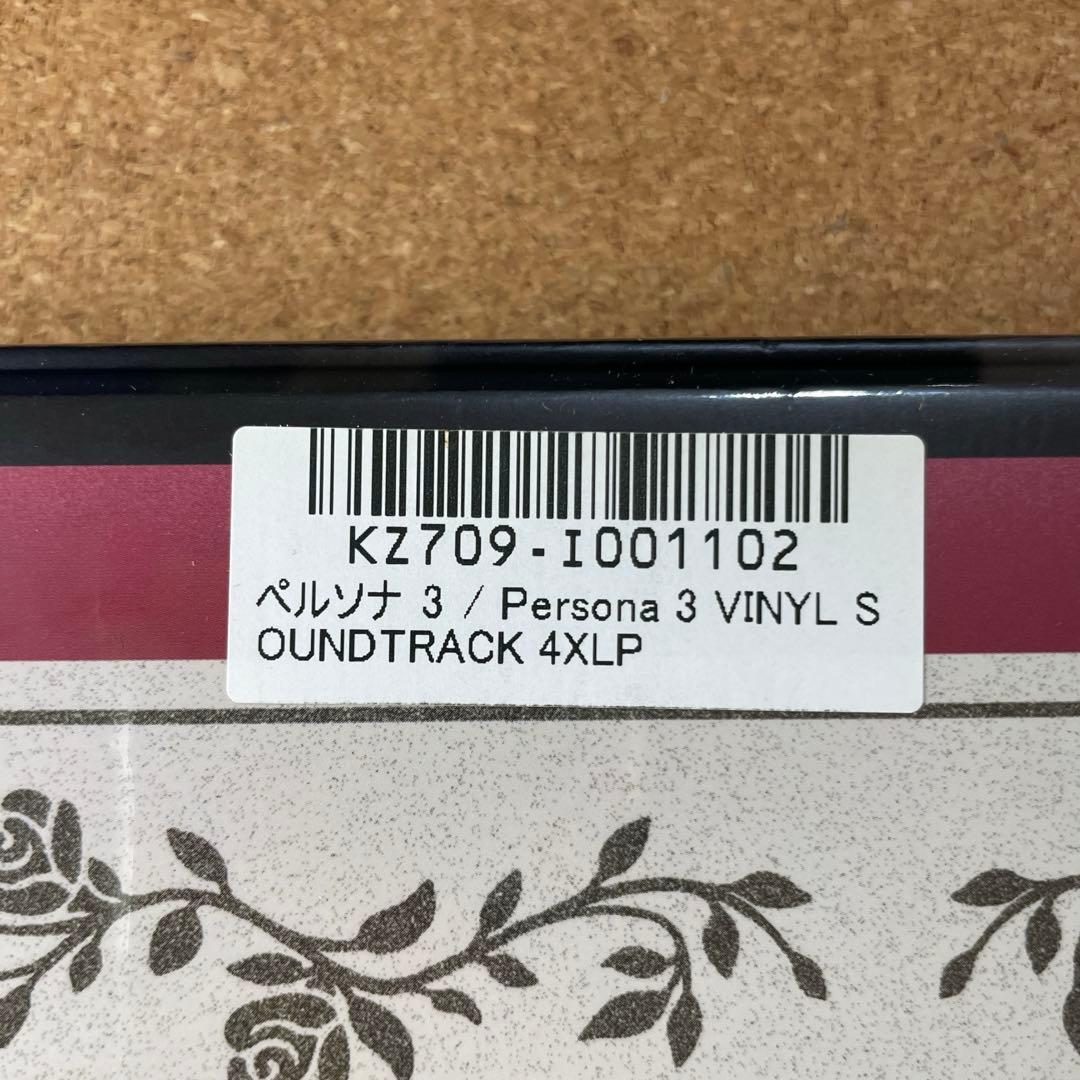 KZ709-I001102
ペルソナ 3 / Persona 3 VINYL S
OUNDTRACK 4XLP